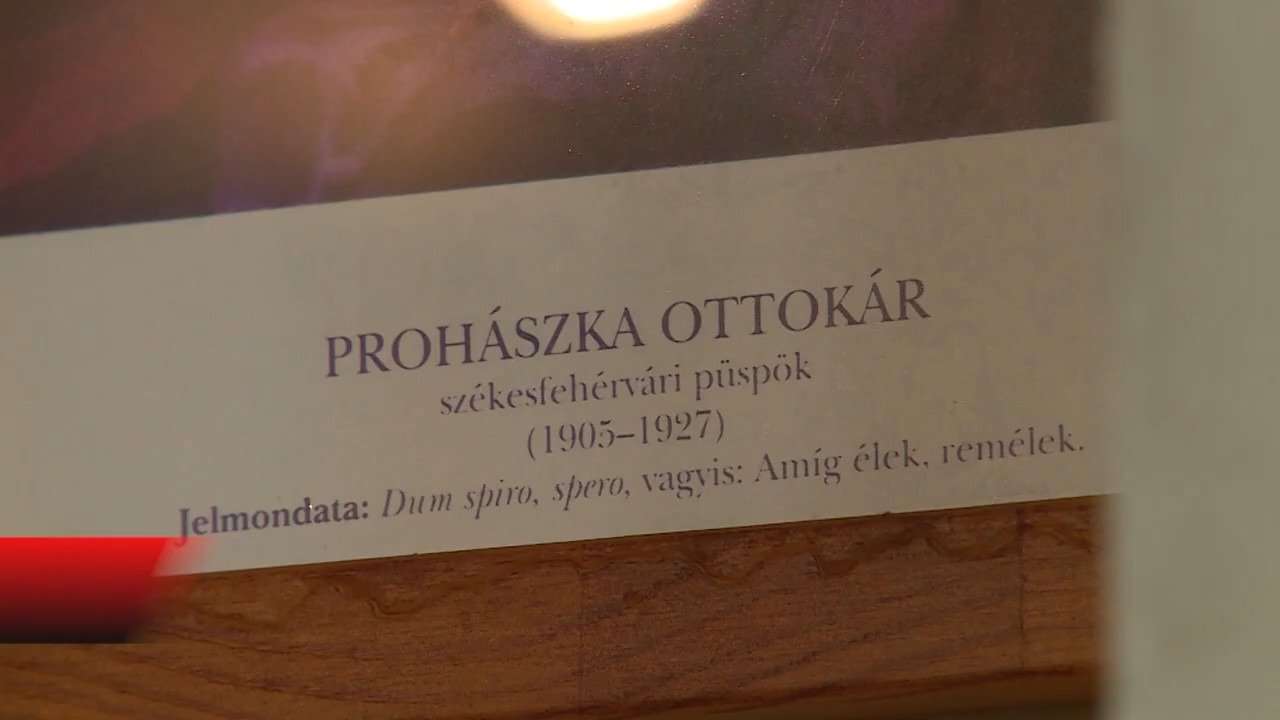 PROHÁSZKA OTTOKÁR
székesfehérvári püspök
(1905–1927)
Jelmondata: Dum spiro, spero, vagyis: Amíg élek, remélek.